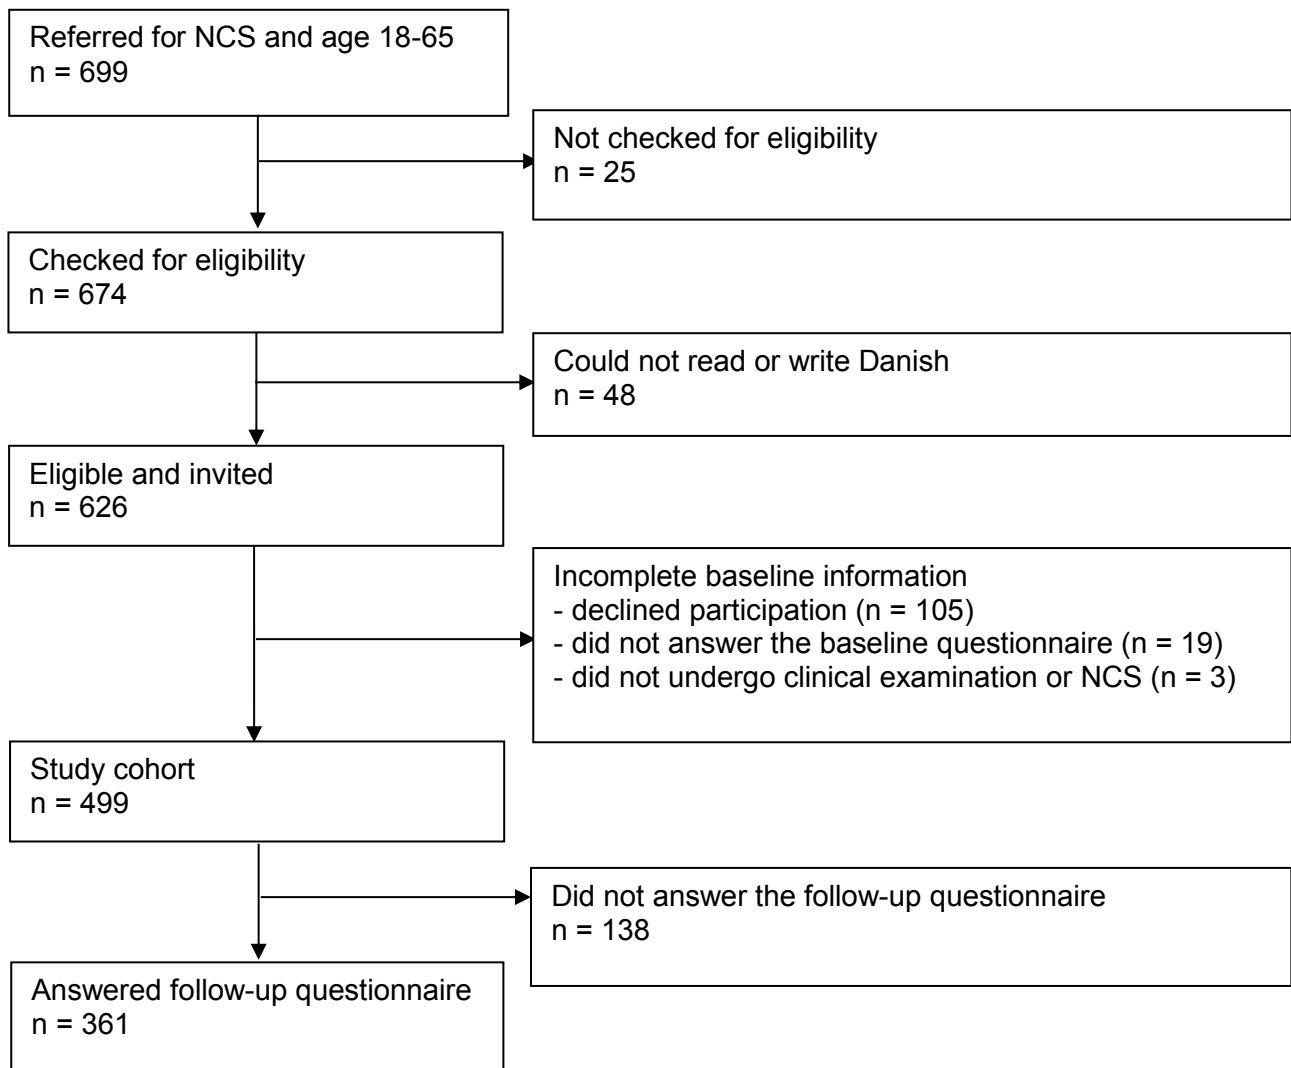 Referred for NCS and age 18-65
n = 699
Not checked for eligibility
n = 25
Checked for eligibility
n = 674
Could not read or write Danish
n = 48
Eligible and invited
n = 626
Incomplete baseline information
- declined participation (n = 105)
- did not answer the baseline questionnaire (n = 19)
- did not undergo clinical examination or NCS (n = 3)
Study cohort
n = 499
Did not answer the follow-up questionnaire
n = 138
Answered follow-up questionnaire
n = 361